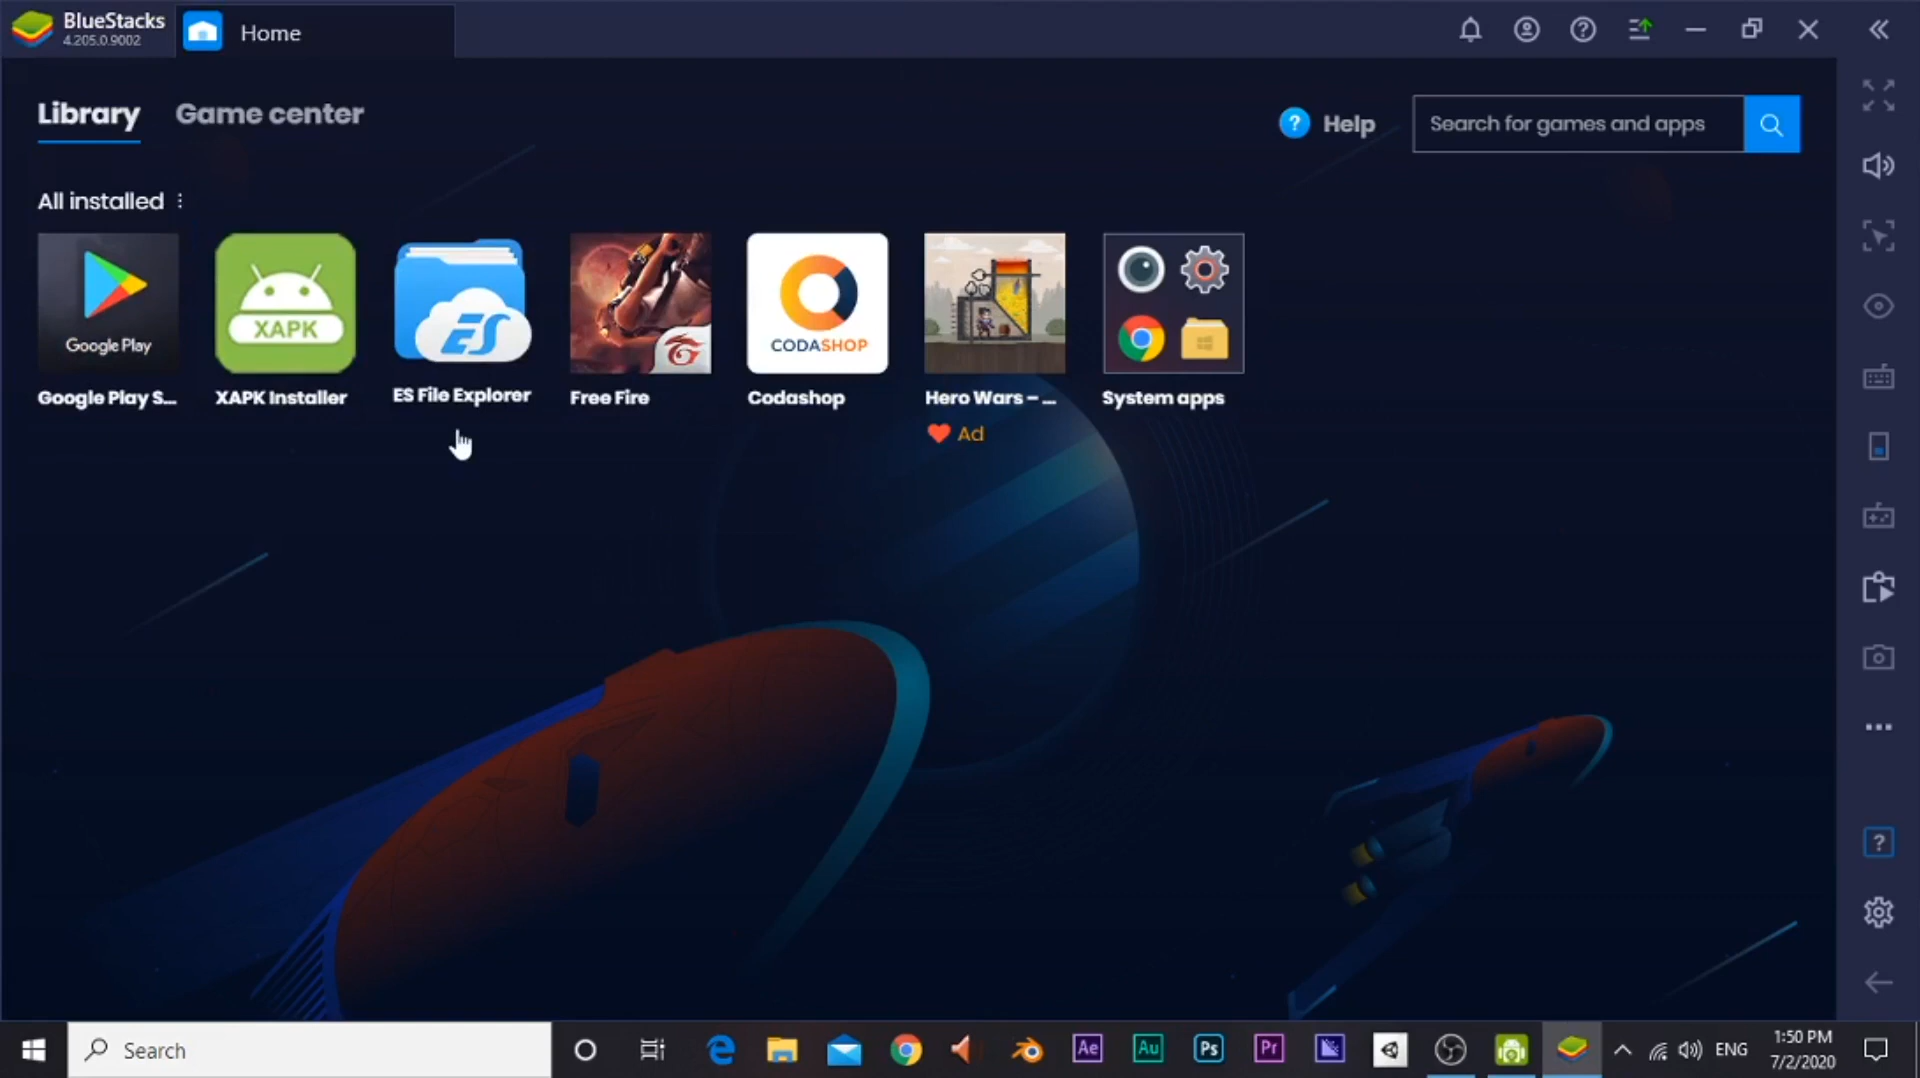 BlueStacks
4.205.0.9002
Home
Library
Game center
Help
Search for games and apps
All installed
Google Play
XAPK
ES
CODASHOP
Google Play S...
XAPK Installer
ES File Explorer
Free Fire
Codashop
Hero Wars – ...
System apps
Ad
Search
Ae
Au
Ps
Pr
ENG
1:50 PM
7/2/2020